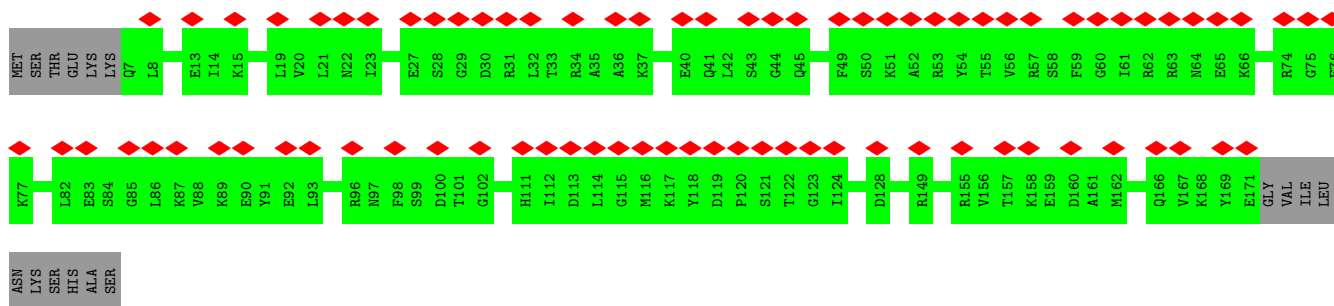 MET SER THR GLU LYS LYS Q7 L8 E13 I14 K15 L19 V20 L21 N22 I23 E27 S28 G29 D30 R31 L32 T33 R34 A35 A36 K37 E40 Q41 L42 S43 G44 Q45 F49 S50 K51 A52 R53 Y54 T55 V56 R57 S58 F59 G60 I61 R62 R63 N64 E65 K66 R74 G75
K77 L82 E83 S84 G85 L86 K87 V88 K89 E90 Y91 E92 L93 R96 N97 F98 S99 D100 T101 G102 H111 I112 D113 L114 G115 M116 K117 Y118 D119 P120 S121 T122 G123 I124 D128 R149 R155 V156 T157 K158 E159 D160 A161 M162 Q166 V167 K168 Y169 E171 GLY VAL ILE LEU
ASN LYS SER HIS ALA SER